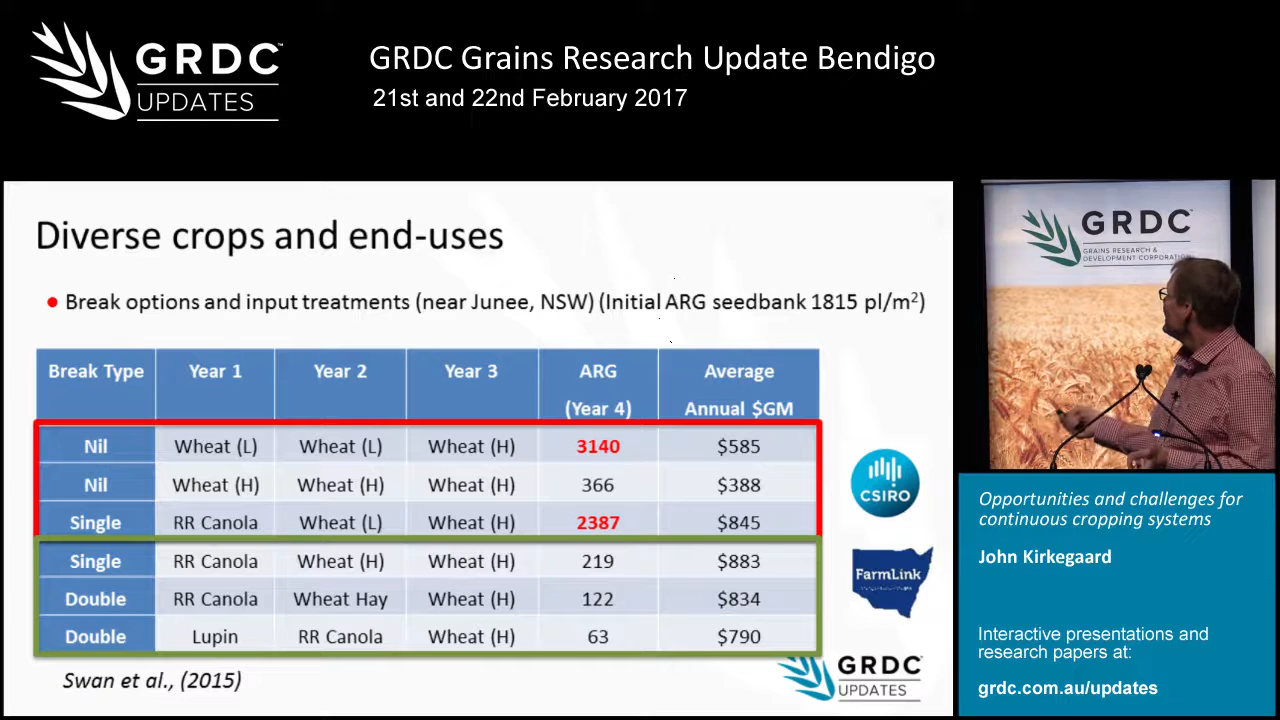 GRDC™
UPDATES
GRDC Grains Research Update Bendigo
21st and 22nd February 2017
Diverse crops and end-uses
Break options and input treatments (near Junee, NSW) (Initial ARG seedbank 1815 pl/m²)
Break Type Year 1 Year 2 Year 3 ARG (Year 4) Average Annual $GM
Nil Wheat (L) Wheat (L) Wheat (H) 3140 $585
Nil Wheat (H) Wheat (H) Wheat (H) 366 $388
Single RR Canola Wheat (L) Wheat (H) 2387 $845
Single RR Canola Wheat (H) Wheat (H) 219 $883
Double RR Canola Wheat Hay Wheat (H) 122 $834
Double Lupin RR Canola Wheat (H) 63 $790
Swan et al., (2015)
CSIRO
FarmLink
GRDC
UPDATES
GRDC™
GRAINS RESEARCH &
DEVELOPMENT CORPORATION
Opportunities and challenges for
continuous cropping systems
John Kirkegaard
Interactive presentations and
research papers at:
grdc.com.au/updates